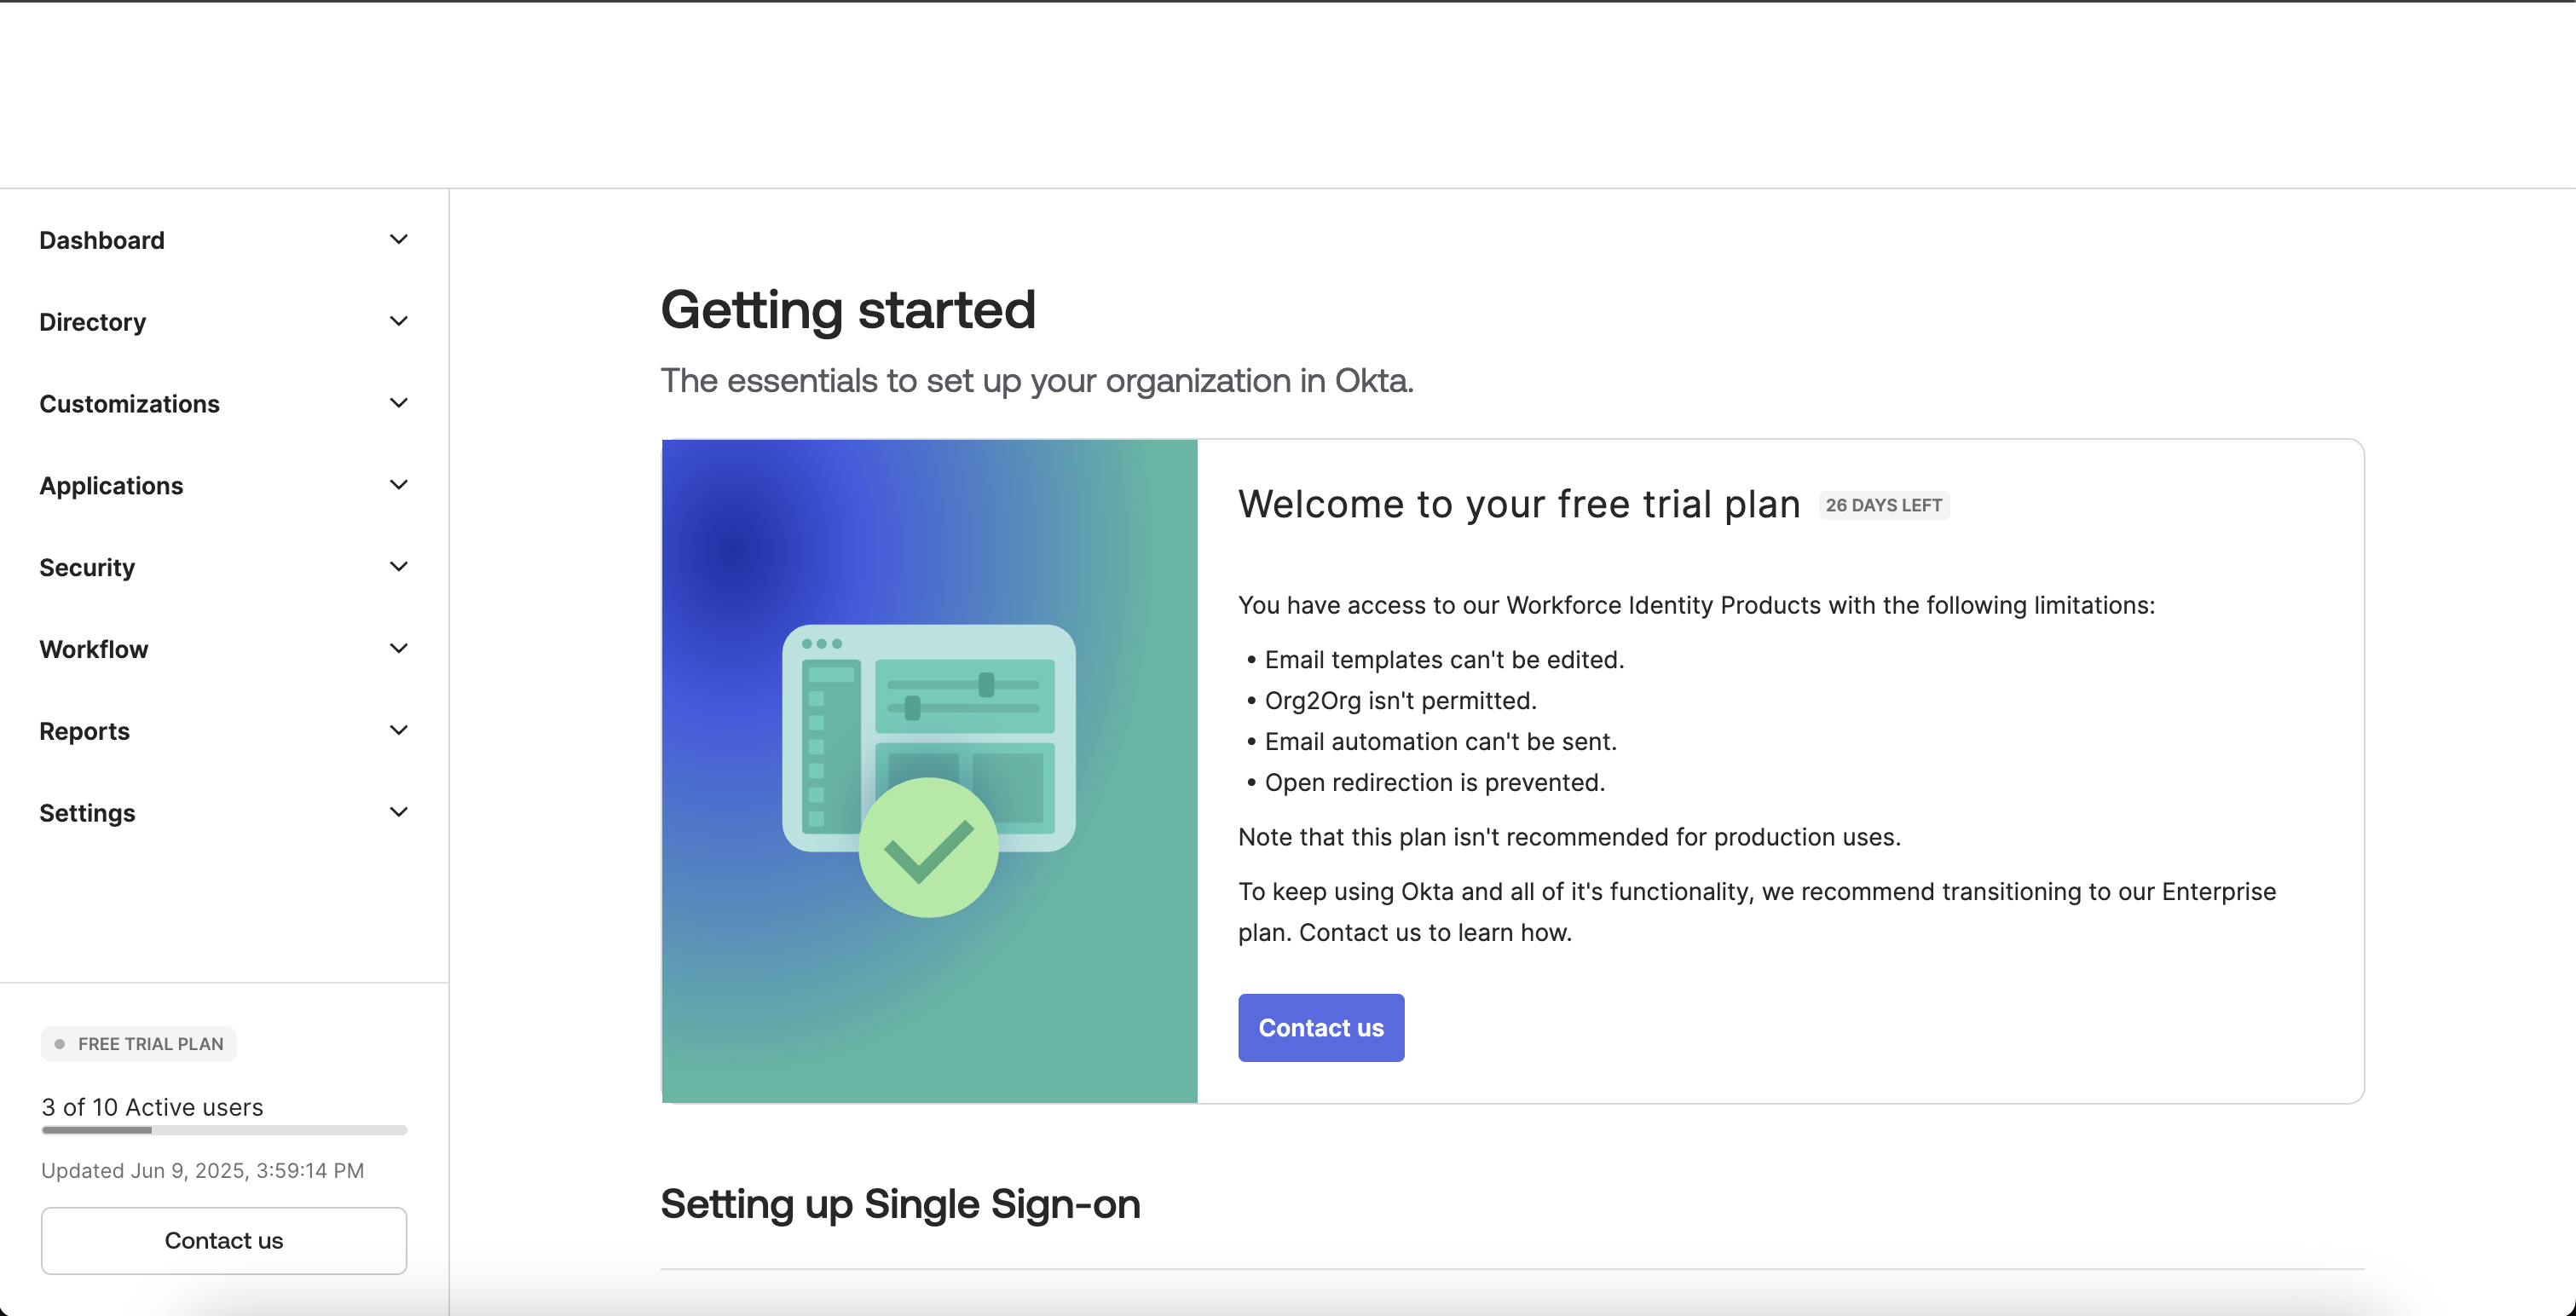 Dashboard
Directory
Customizations
Applications
Security
Workflow
Reports
Settings
FREE TRIAL PLAN
3 of 10 Active users
Updated Jun 9, 2025, 3:59:14 PM
Contact us
Getting started
The essentials to set up your organization in Okta.
Welcome to your free trial plan 26 DAYS LEFT
You have access to our Workforce Identity Products with the following limitations:
• Email templates can't be edited.
• Org2Org isn't permitted.
• Email automation can't be sent.
• Open redirection is prevented.
Note that this plan isn't recommended for production uses.
To keep using Okta and all of it's functionality, we recommend transitioning to our Enterprise
plan. Contact us to learn how.
Contact us
Setting up Single Sign-on